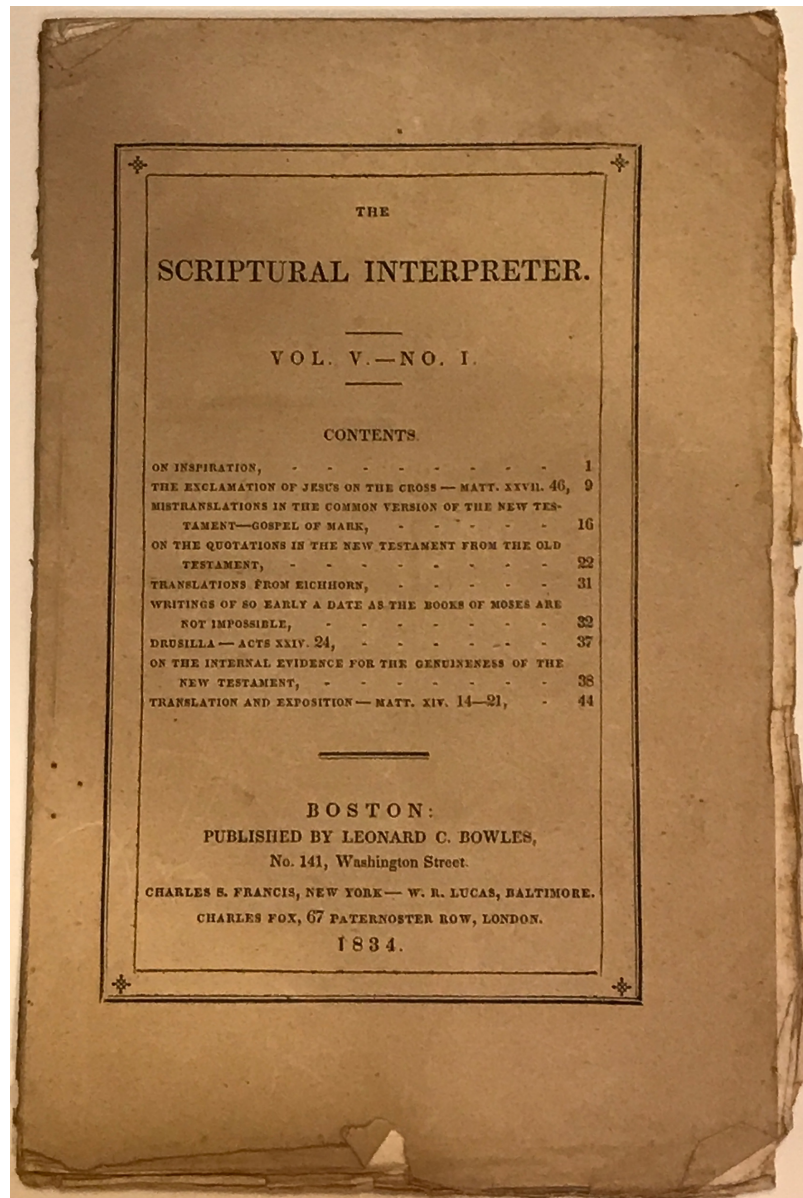 THE
SCRIPTURAL INTERPRETER.
VOL. V.—NO. I.
CONTENTS.
ON INSPIRATION, - - - - - - - - 1
THE EXCLAMATION OF JESUS ON THE CROSS — MATT. XXVII. 46, 9
MISTRANSLATIONS IN THE COMMON VERSION OF THE NEW TES-
TAMENT—GOSPEL OF MARK, - - - - - 16
ON THE QUOTATIONS IN THE NEW TESTAMENT FROM THE OLD
TESTAMENT, - - - - - - - - 22
TRANSLATIONS FROM EICHHORN, - - - - - 31
WRITINGS OF SO EARLY A DATE AS THE BOOKS OF MOSES ARE
NOT IMPOSSIBLE, - - - - - - - 32
DRUSILLA — ACTS XXIV. 24, - - - - - - 37
ON THE INTERNAL EVIDENCE FOR THE GENUINENESS OF THE
NEW TESTAMENT, - - - - - - - 38
TRANSLATION AND EXPOSITION — MATT. XIV. 14—21, - 44
BOSTON:
PUBLISHED BY LEONARD C. BOWLES,
No. 141, Washington Street.
CHARLES S. FRANCIS, NEW YORK — W. R. LUCAS, BALTIMORE.
CHARLES FOX, 67 PATERNOSTER ROW, LONDON.
1834.